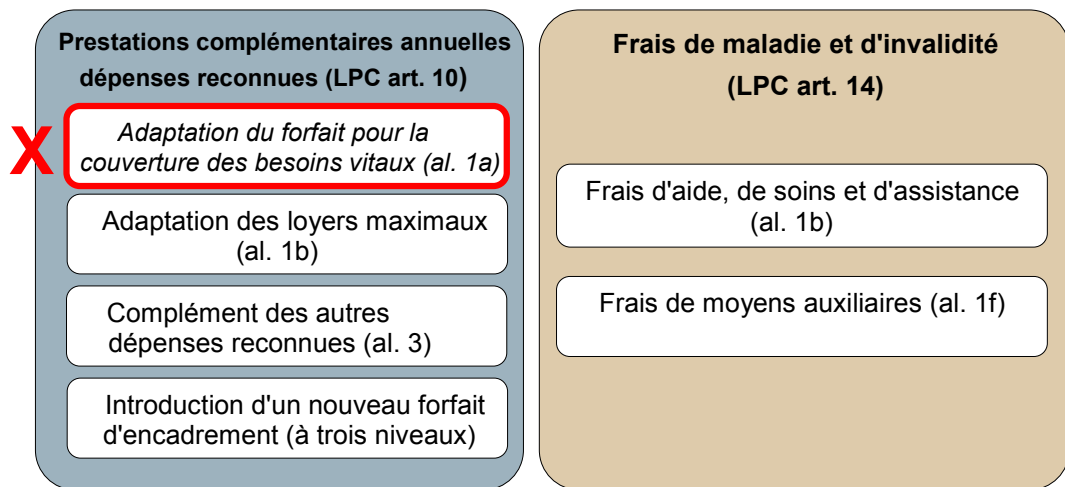 Prestations complémentaires annuelles
dépenses reconnues (LPC art. 10)
X
Adaptation du forfait pour la
couverture des besoins vitaux (al. 1a)
Adaptation des loyers maximaux
(al. 1b)
Complément des autres
dépenses reconnues (al. 3)
Introduction d'un nouveau forfait
d'encadrement (à trois niveaux)
Frais de maladie et d'invalidité
(LPC art. 14)
Frais d'aide, de soins et d'assistance
(al. 1b)
Frais de moyens auxiliaires (al. 1f)